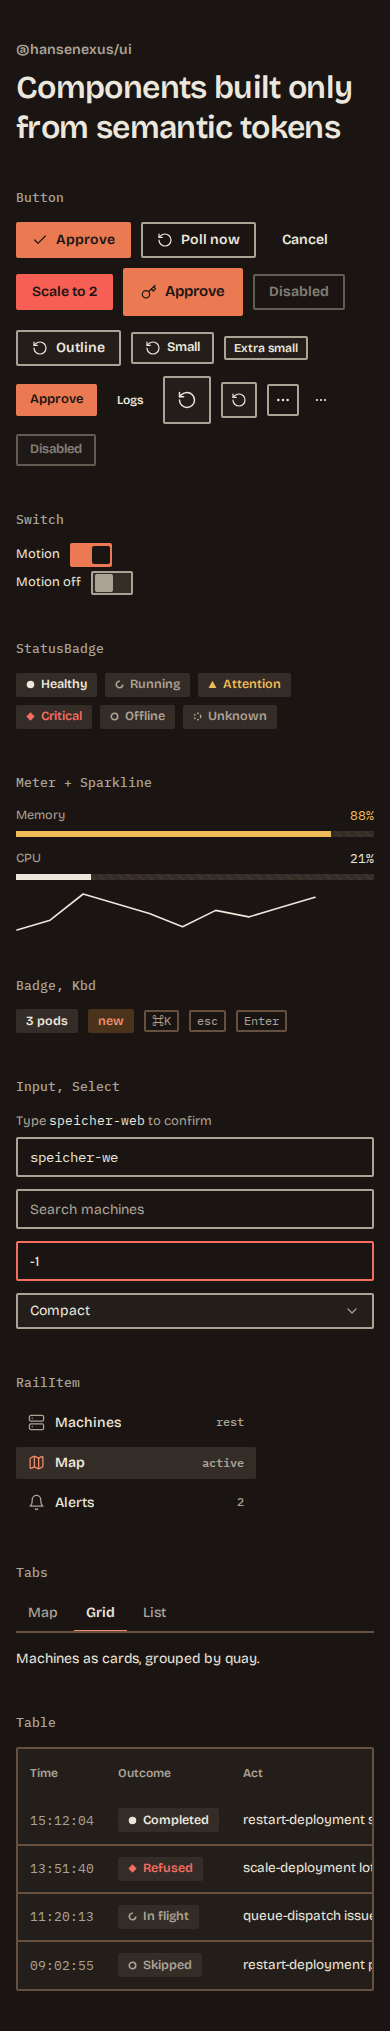 @hansenexus/ui
Components built only
from semantic tokens
Button
Approve Poll now Cancel
Scale to 2 Approve Disabled
Outline Small Extra small
Approve Logs
Disabled
Switch
Motion
Motion off
StatusBadge
Healthy Running Attention
Critical Offline Unknown
Meter + Sparkline
Memory 88%
CPU 21%
Badge, Kbd
3 pods new ⌘K esc Enter
Input, Select
Type speicher-web to confirm
speicher-we
Search machines
-1
Compact
RailItem
Machines rest
Map active
Alerts 2
Tabs
Map Grid List
Machines as cards, grouped by quay.
Table
Time Outcome Act
15:12:04 Completed restart-deployment
13:51:40 Refused scale-deployment
11:20:13 In flight queue-dispatch
09:02:55 Skipped restart-deployment